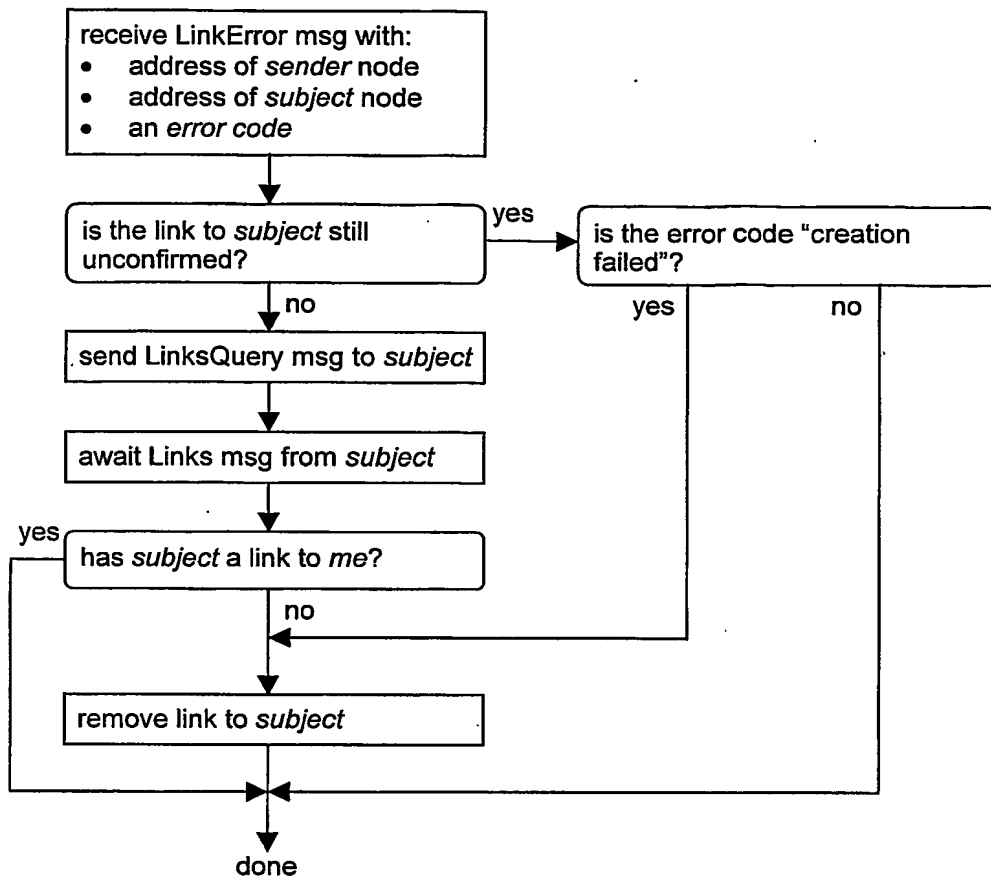 receive LinkError msg with:
• address of sender node
• address of subject node
• an error code
is the link to subject still
unconfirmed?
yes
is the error code “creation
failed”?
no
yes
no
send LinksQuery msg to subject
await Links msg from subject
yes
has subject a link to me?
no
remove link to subject
done